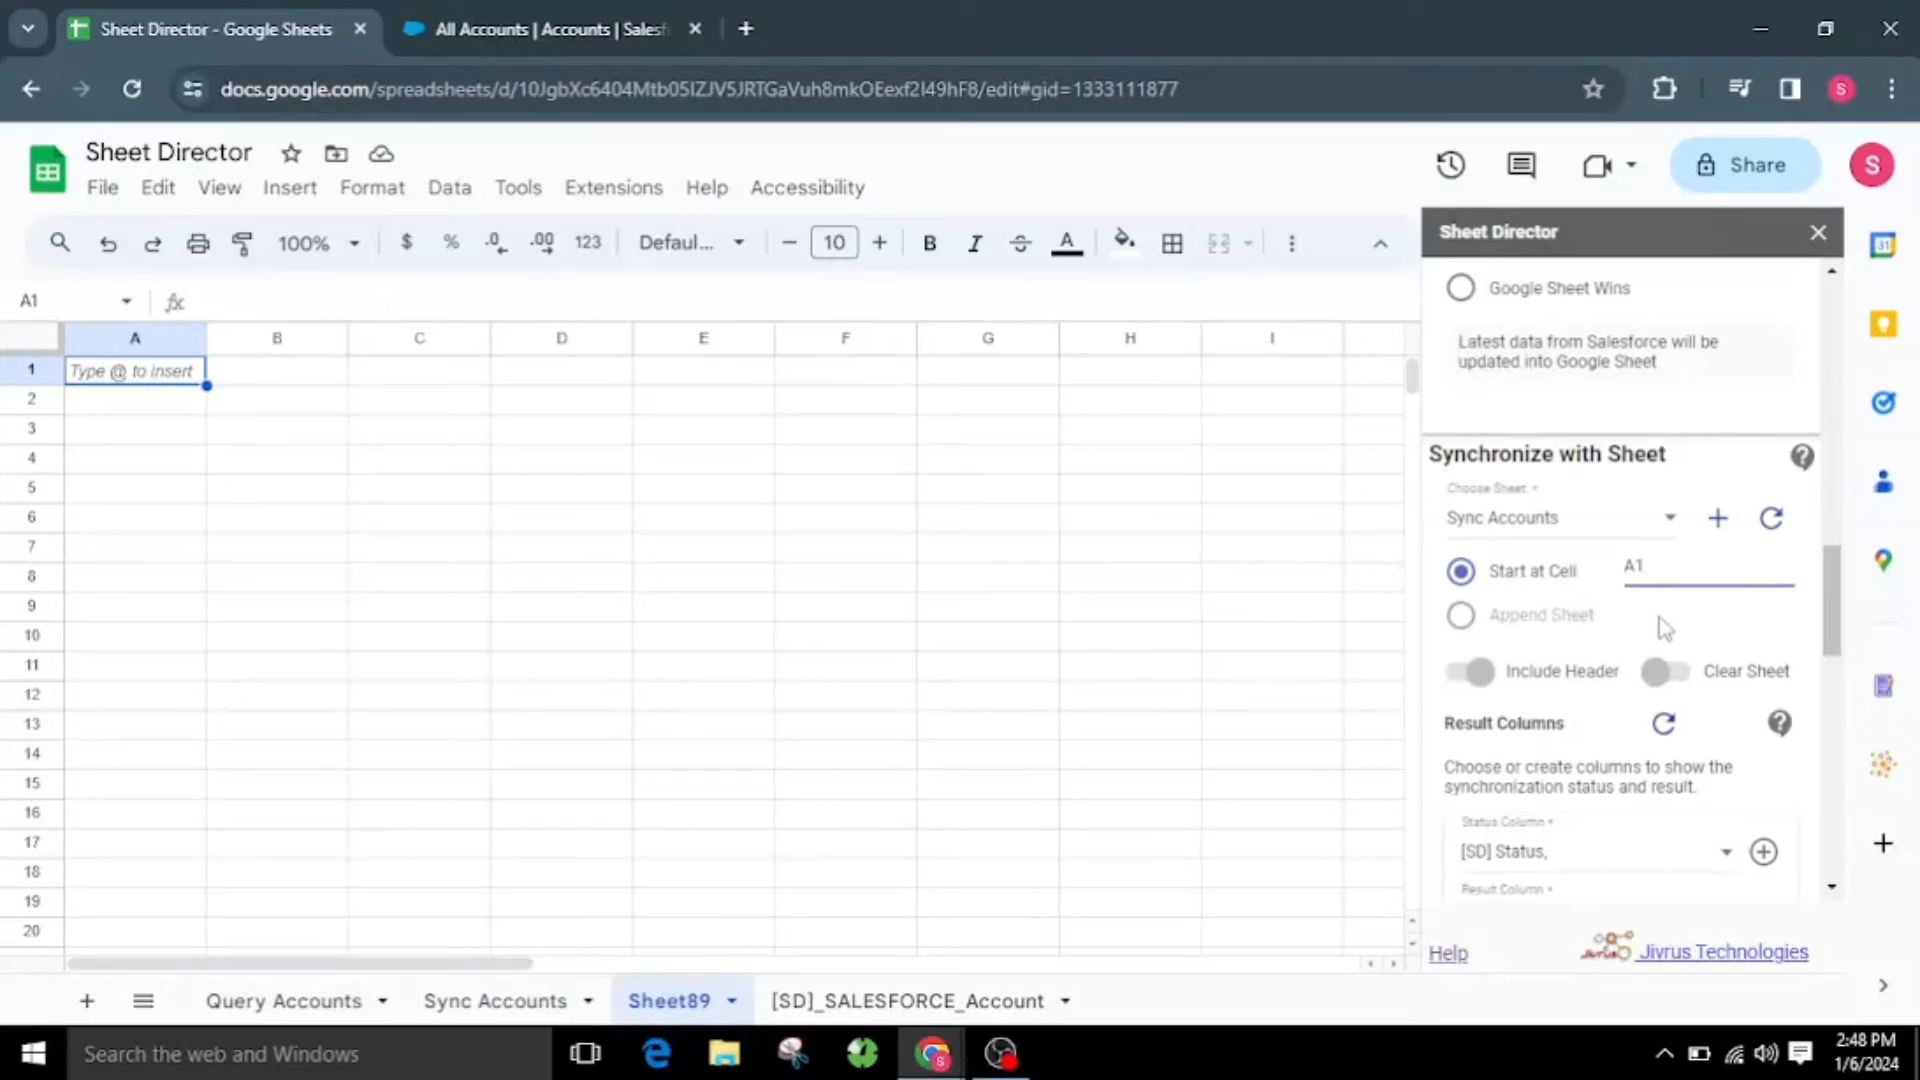 Sheet Director - Google Sheets
All Accounts | Accounts | Salesf
docs.google.com/spreadsheets/d/10JgbXc6404Mtb05IZJV5JRTGaVuh8mkOEexf2I49hF8/edit#gid=1333111877
S
Sheet Director
File Edit View Insert Format Data Tools Extensions Help Accessibility
Share
S
100% $ % .0 .00 123 Defaul... 10 B I S A
A1 fx
Sheet Director
31
A B C D E F G H I
1 Type @ to insert
2
3
4
5
6
7
8
9
10
11
12
13
14
15
16
17
18
19
20
Google Sheet Wins
Latest data from Salesforce will be
updated into Google Sheet
Synchronize with Sheet
Choose Sheet: *
Sync Accounts
Start at Cell A1
Append Sheet
Include Header Clear Sheet
Result Columns
Choose or create columns to show the
synchronization status and result.
Status Column *
[SD] Status,
Result Column *
Help Jivrus Technologies
Query Accounts Sync Accounts Sheet89 [SD]_SALESFORCE_Account
Search the web and Windows
2:48 PM
1/6/2024